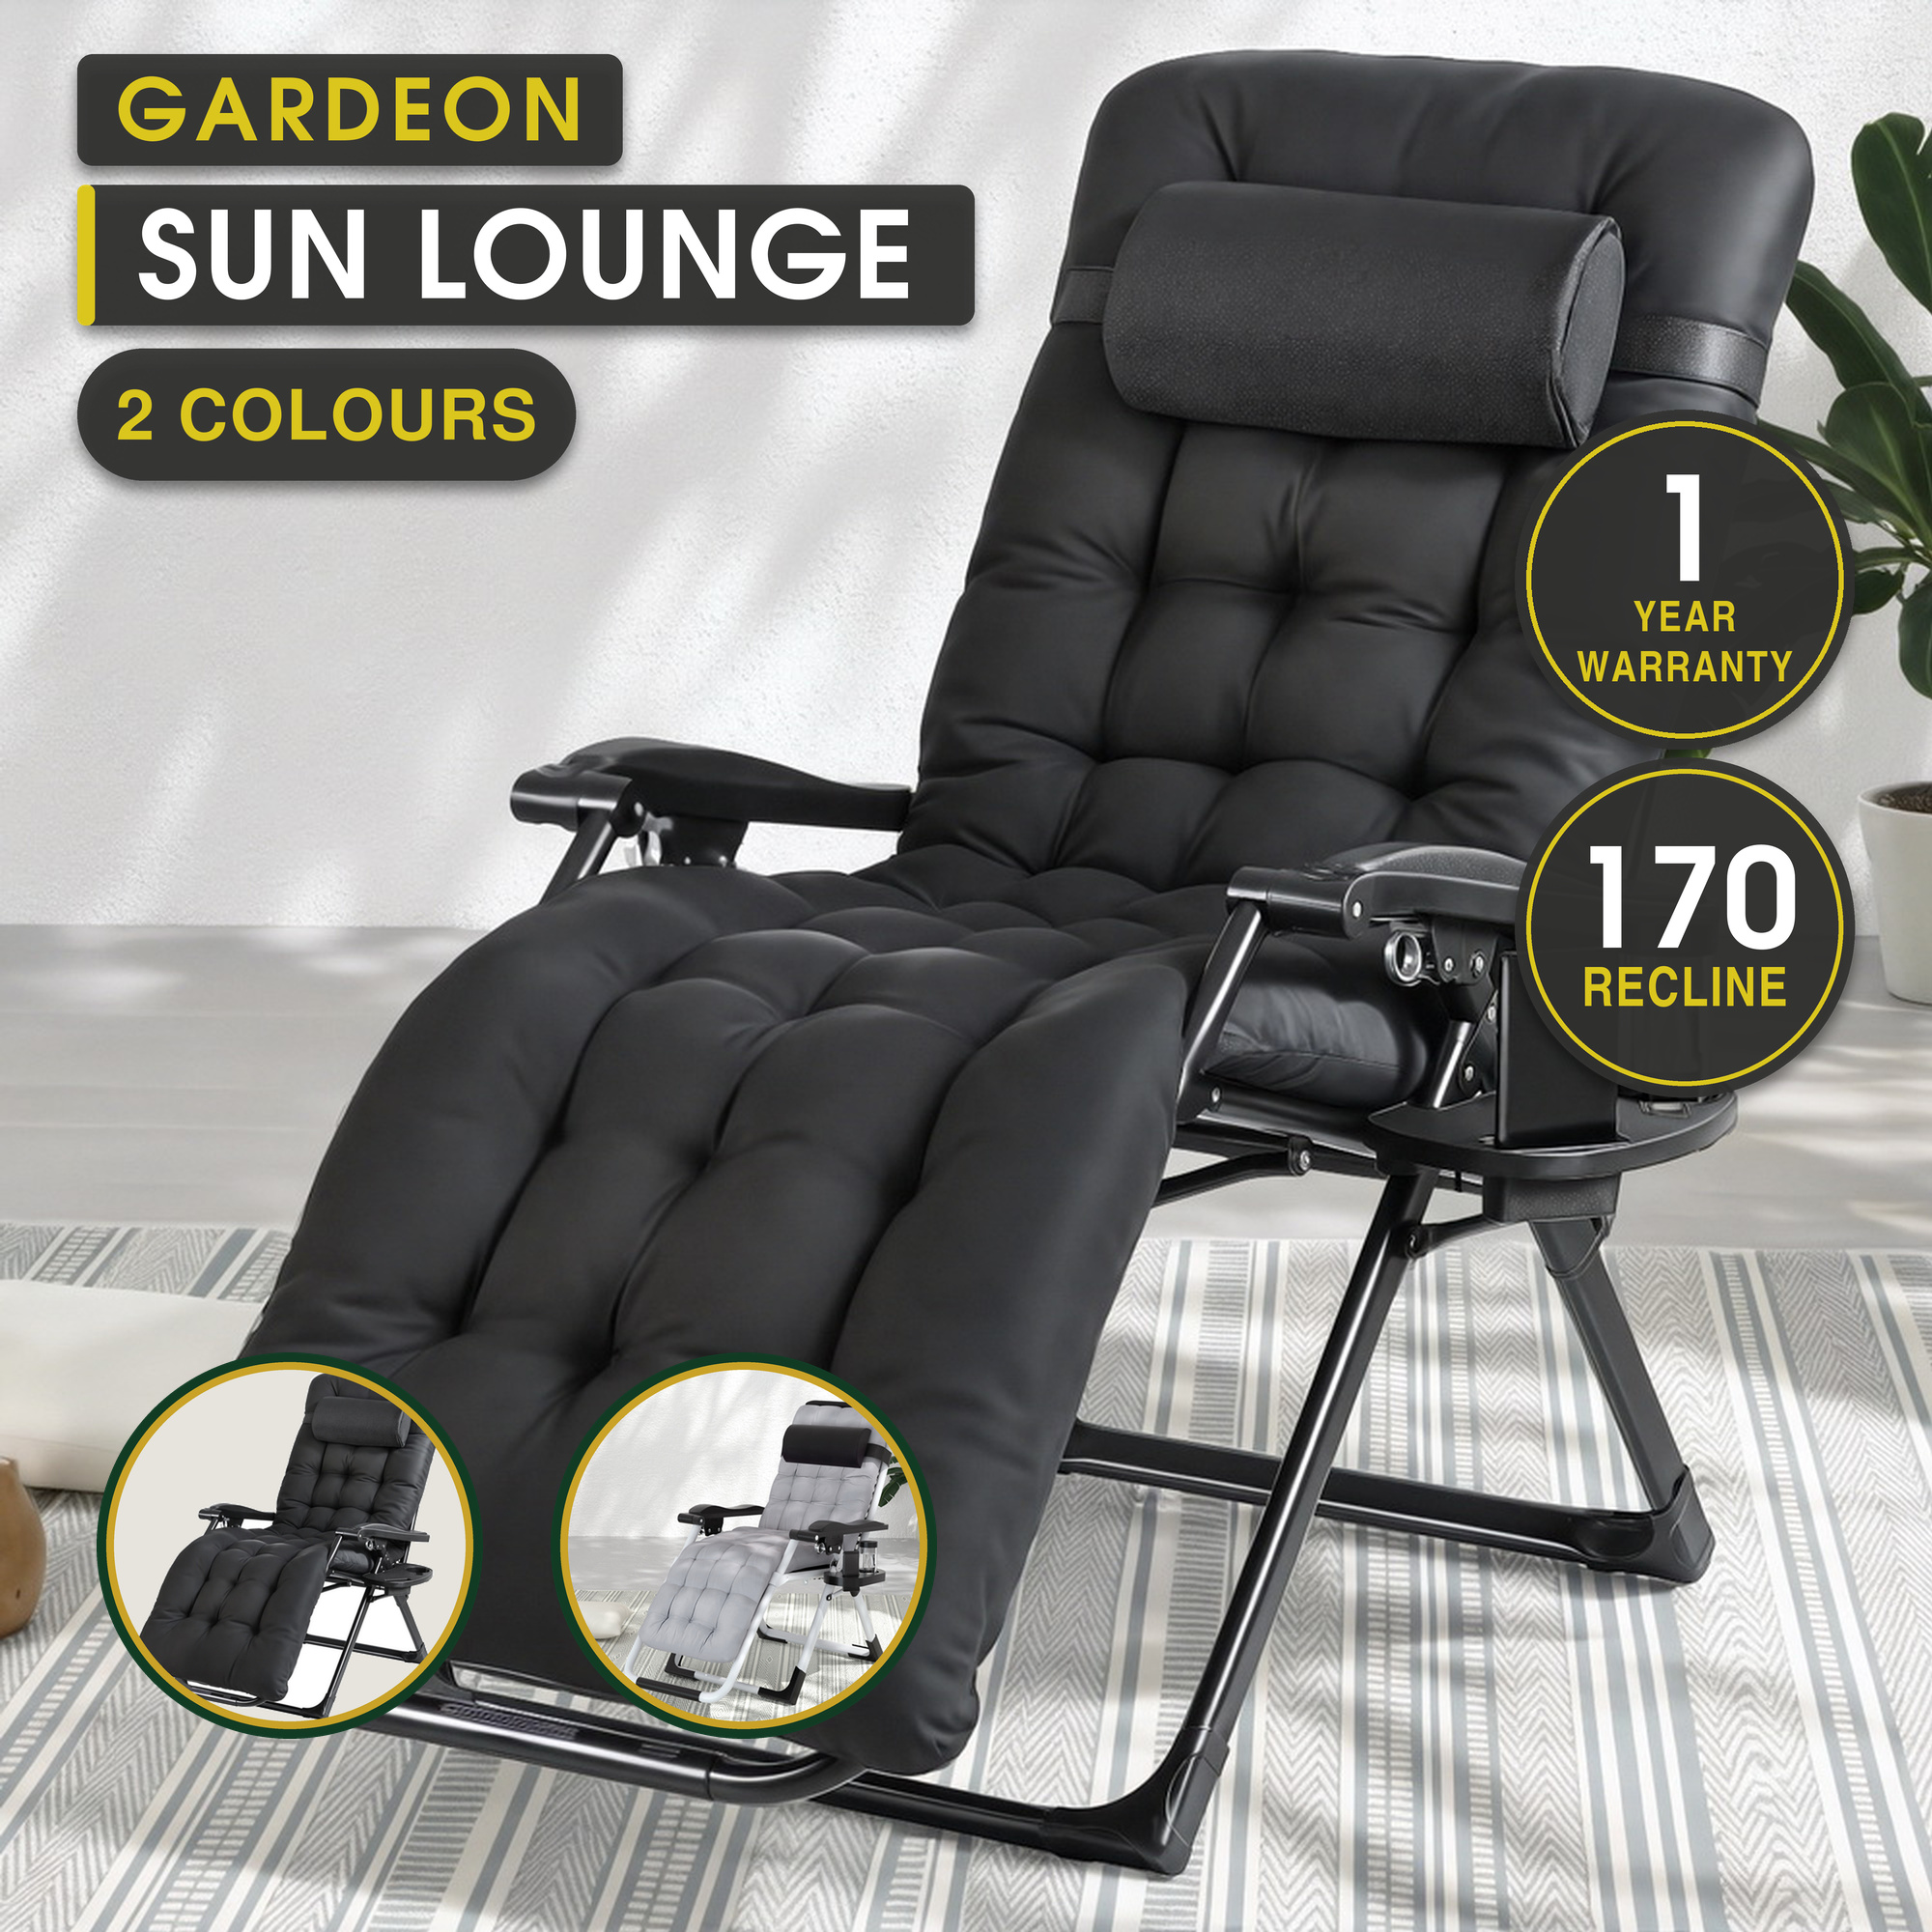 GARDEON
SUN LOUNGE
2 COLOURS
1
YEAR
WARRANTY
170
RECLINE